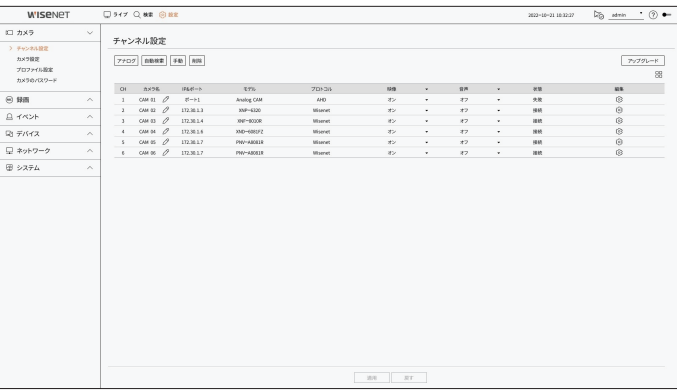 WISENET
ライブ 検索 設定 2022-10-21 10:32:27 admin
カメラ
チャンネル設定
カメラ設定
プロファイル設定
カメラのパスワード
録画
イベント
デバイス
ネットワーク
システム
チャンネル設定
アナログ 自動検索 手動 削除 アップグレード
CH カメラ名 IP&ポート モデル プロトコル 映像 音声 状態 編集
1 CAM 01 ポート1 Analog CAM AHD オン オフ 失敗
2 CAM 02 172.30.1.3 XNP-6320 Wisenet オン オフ 接続
3 CAM 03 172.30.1.4 XNF-8010R Wisenet オン オフ 接続
4 CAM 04 172.30.1.6 XND-6081FZ Wisenet オン オフ 接続
5 CAM 05 172.30.1.7 PNV-A8081R Wisenet オン オフ 接続
6 CAM 06 172.30.1.7 PNV-A8081R Wisenet オン オフ 接続
適用 戻す